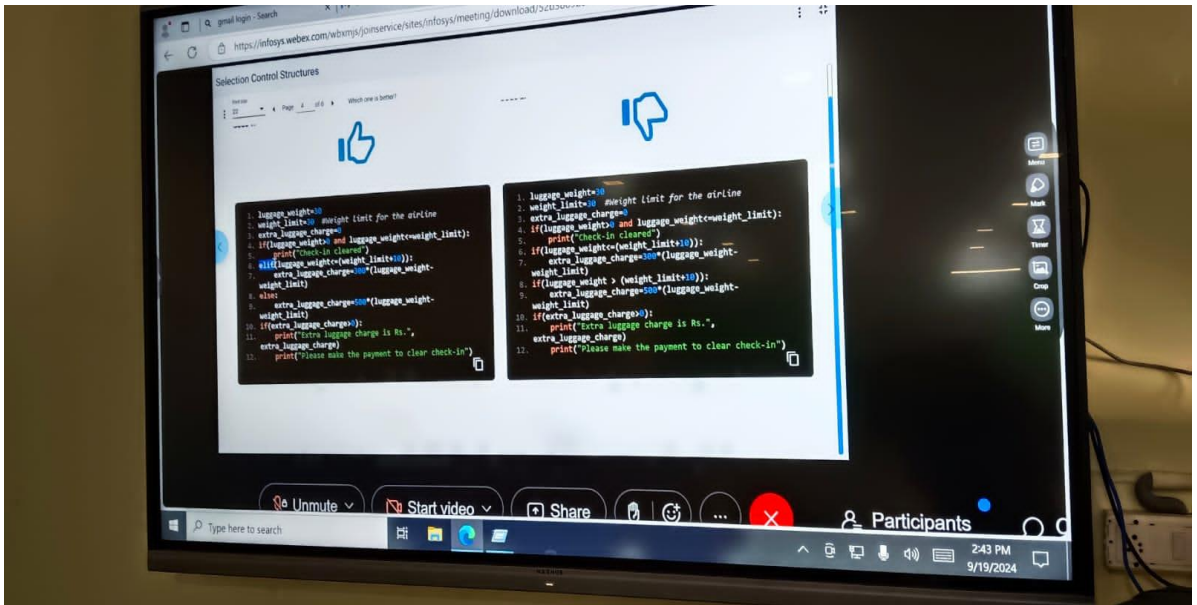 gmail login - Search
https://infosys.webex.com/wbxmjs/joinservice/sites/infosys/meeting/download/
Selection Control Structures
Page 4 of 6 Which one is better?
1. luggage_weight=30
2. weight_limit=30 #Weight limit for the airline
3. extra_luggage_charge=0
4. if(luggage_weight>0 and luggage_weight<=weight_limit):
5. print("Check-in cleared")
6. elif(luggage_weight<=(weight_limit+10)):
7. extra_luggage_charge=300*(luggage_weight-
weight_limit)
8. else:
9. extra_luggage_charge=500*(luggage_weight-
weight_limit)
10. if(extra_luggage_charge>0):
11. print("Extra luggage charge is Rs.",
extra_luggage_charge)
12. print("Please make the payment to clear check-in")
1. luggage_weight=30
2. weight_limit=30 #Weight limit for the airline
3. extra_luggage_charge=0
4. if(luggage_weight>0 and luggage_weight<=weight_limit):
5. print("Check-in cleared")
6. if(luggage_weight<=(weight_limit+10)):
7. extra_luggage_charge=300*(luggage_weight-
weight_limit)
8. if(luggage_weight > (weight_limit+10)):
9. extra_luggage_charge=500*(luggage_weight-
weight_limit)
10. if(extra_luggage_charge>0):
11. print("Extra luggage charge is Rs.",
extra_luggage_charge)
12. print("Please make the payment to clear check-in")
Menu
Mark
Timer
Crop
More
Unmute
Start video
Share
Participants
Type here to search
2:43 PM
9/19/2024